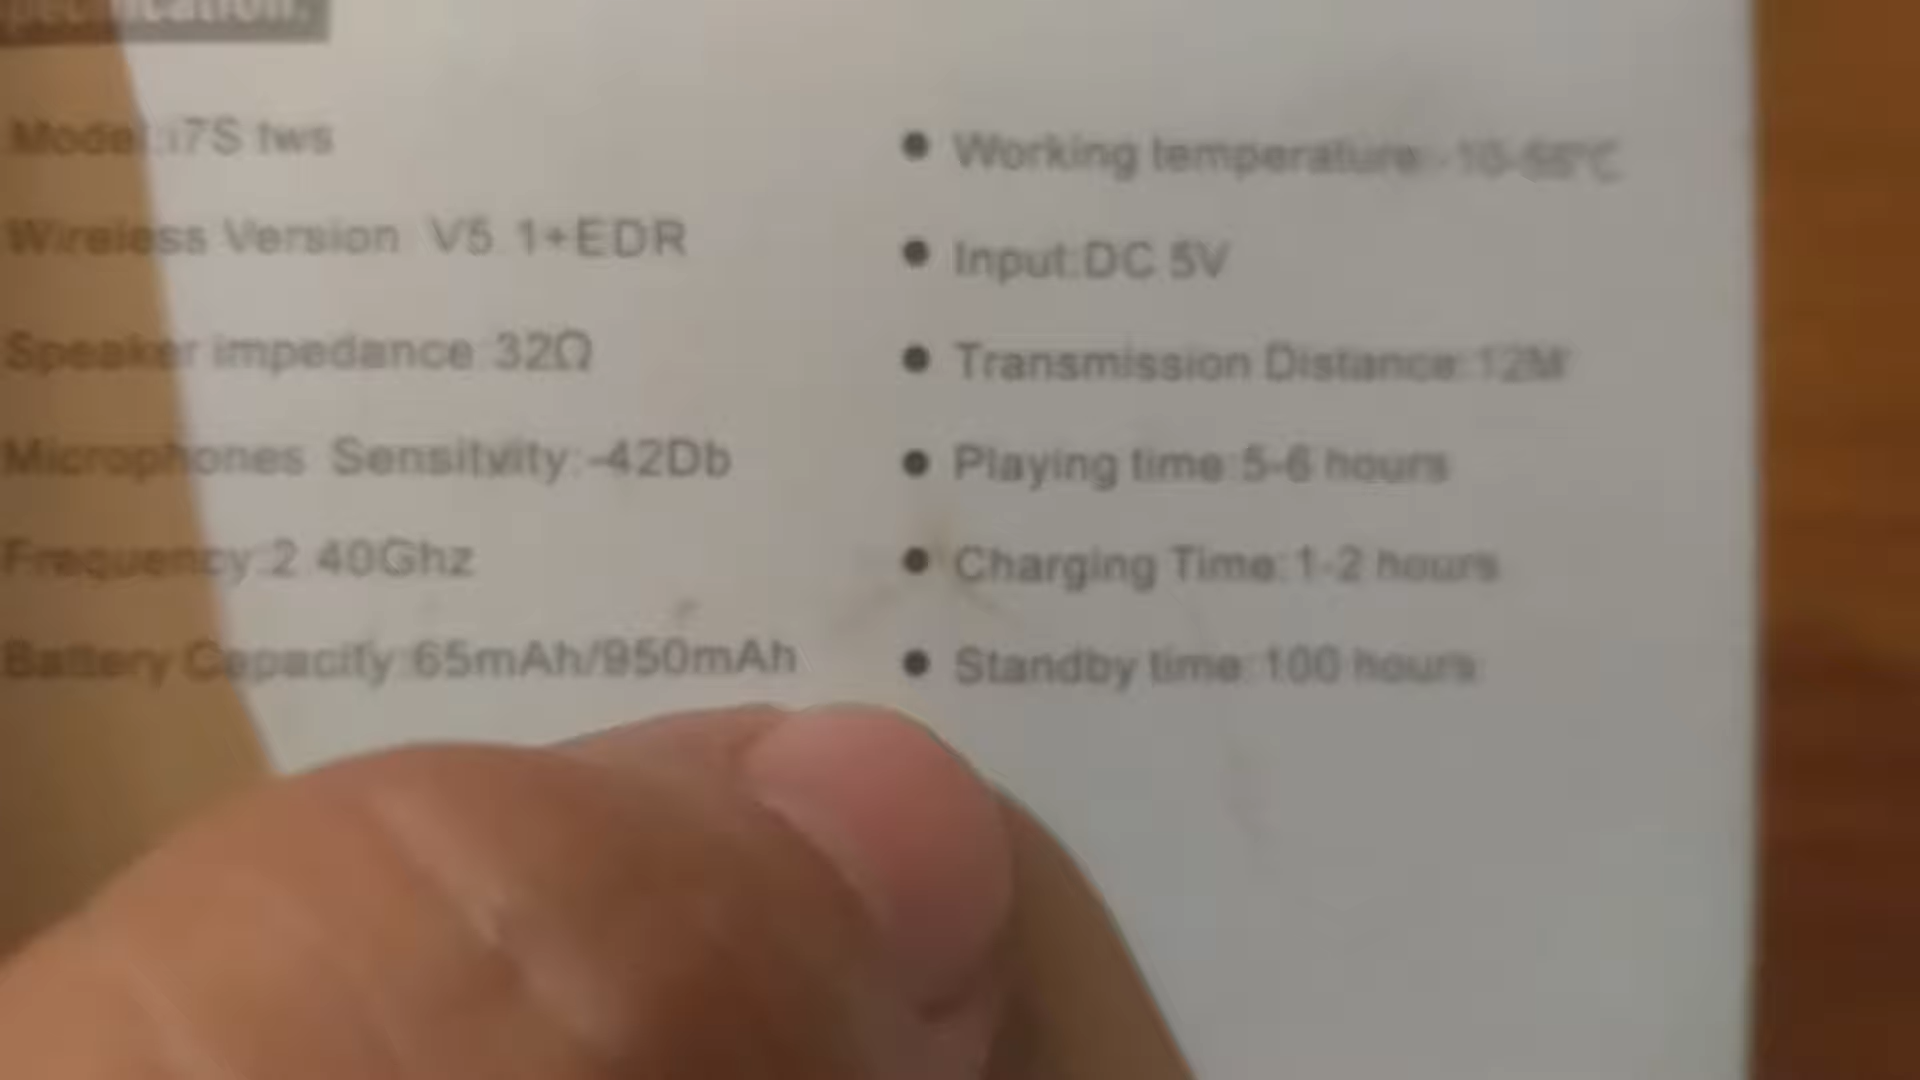 Specification.
Model:i7S tws
Wireless Version V5.1+EDR
Speaker impedance:32Ω
Microphones Sensitvity:-42Db
Frequency:2.40Ghz
Battery Capacity:65mAh/950mAh
Working temperature:
Input:DC 5V
Transmission Distance:12M
Playing time:5-6 hours
Charging Time:1-2 hours
Standby time:100 hours